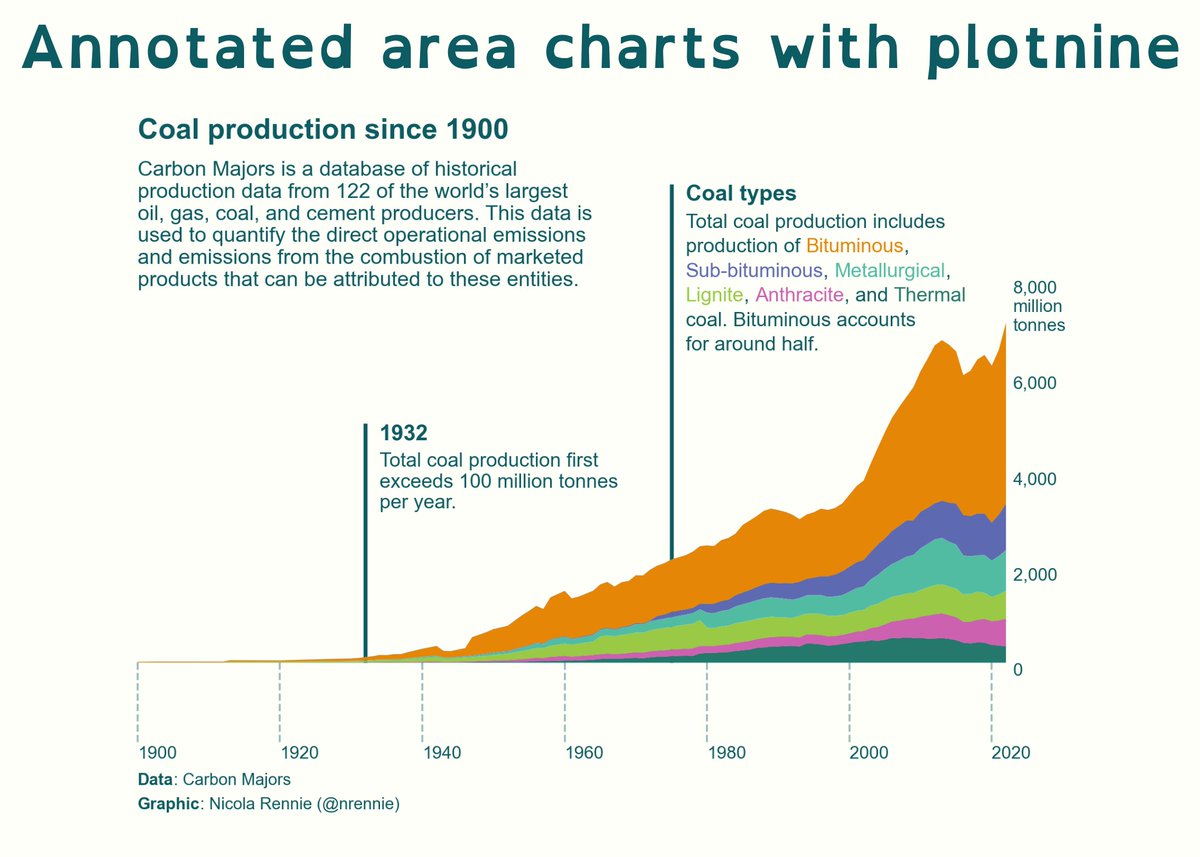 Annotated area charts with plotnine
Coal production since 1900
Carbon Majors is a database of historical
production data from 122 of the world’s largest
oil, gas, coal, and cement producers. This data is
used to quantify the direct operational emissions
and emissions from the combustion of marketed
products that can be attributed to these entities.
Coal types
Total coal production includes
production of Bituminous,
Sub-bituminous, Metallurgical,
Lignite, Anthracite, and Thermal
coal. Bituminous accounts
for around half.
8,000
million
tonnes
6,000
4,000
2,000
0
1932
Total coal production first
exceeds 100 million tonnes
per year.
1900 1920 1940 1960 1980 2000 2020
Data: Carbon Majors
Graphic: Nicola Rennie (@nrennie)